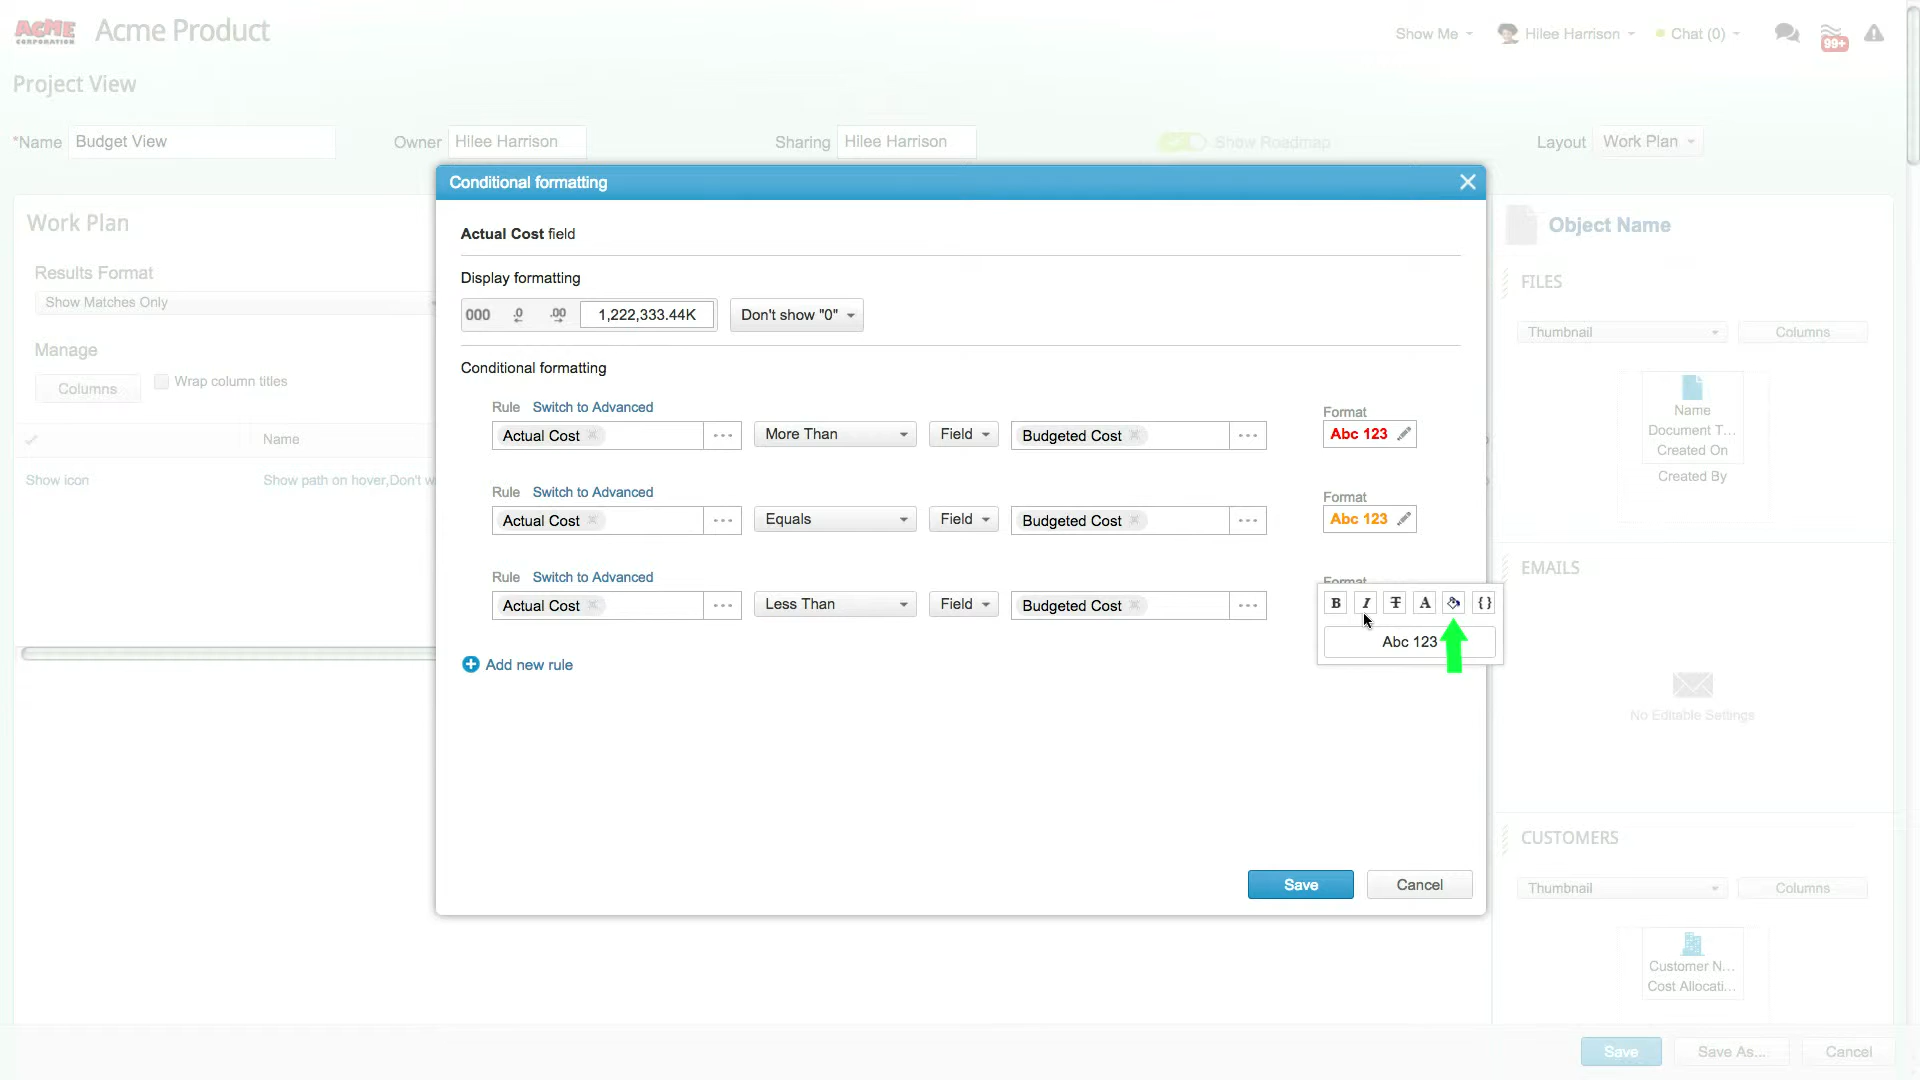 ACME
CORPORATION
Acme Product
Show Me
Hilee Harrison
Chat (0)
99+
Project View
*Name
Budget View
Owner
Hilee Harrison
Sharing
Hilee Harrison
Show Roadmap
Layout
Work Plan
Conditional formatting
Work Plan
Results Format
Show Matches Only
Manage
Columns
Wrap column titles
Name
Show icon
Show path on hover,Don't w
Actual Cost field
Display formatting
000
.0
.00
1,222,333.44K
Don't show "0"
Conditional formatting
Rule Switch to Advanced
Format
Actual Cost
More Than
Field
Budgeted Cost
Abc 123
Rule Switch to Advanced
Format
Actual Cost
Equals
Field
Budgeted Cost
Abc 123
Rule Switch to Advanced
Format
Actual Cost
Less Than
Field
Budgeted Cost
B I T A { }
Abc 123
Add new rule
Save
Cancel
Object Name
FILES
Thumbnail
Columns
Name
Document T...
Created On
Created By
EMAILS
No Editable Settings
CUSTOMERS
Thumbnail
Columns
Customer N...
Cost Allocati...
Save
Save As...
Cancel